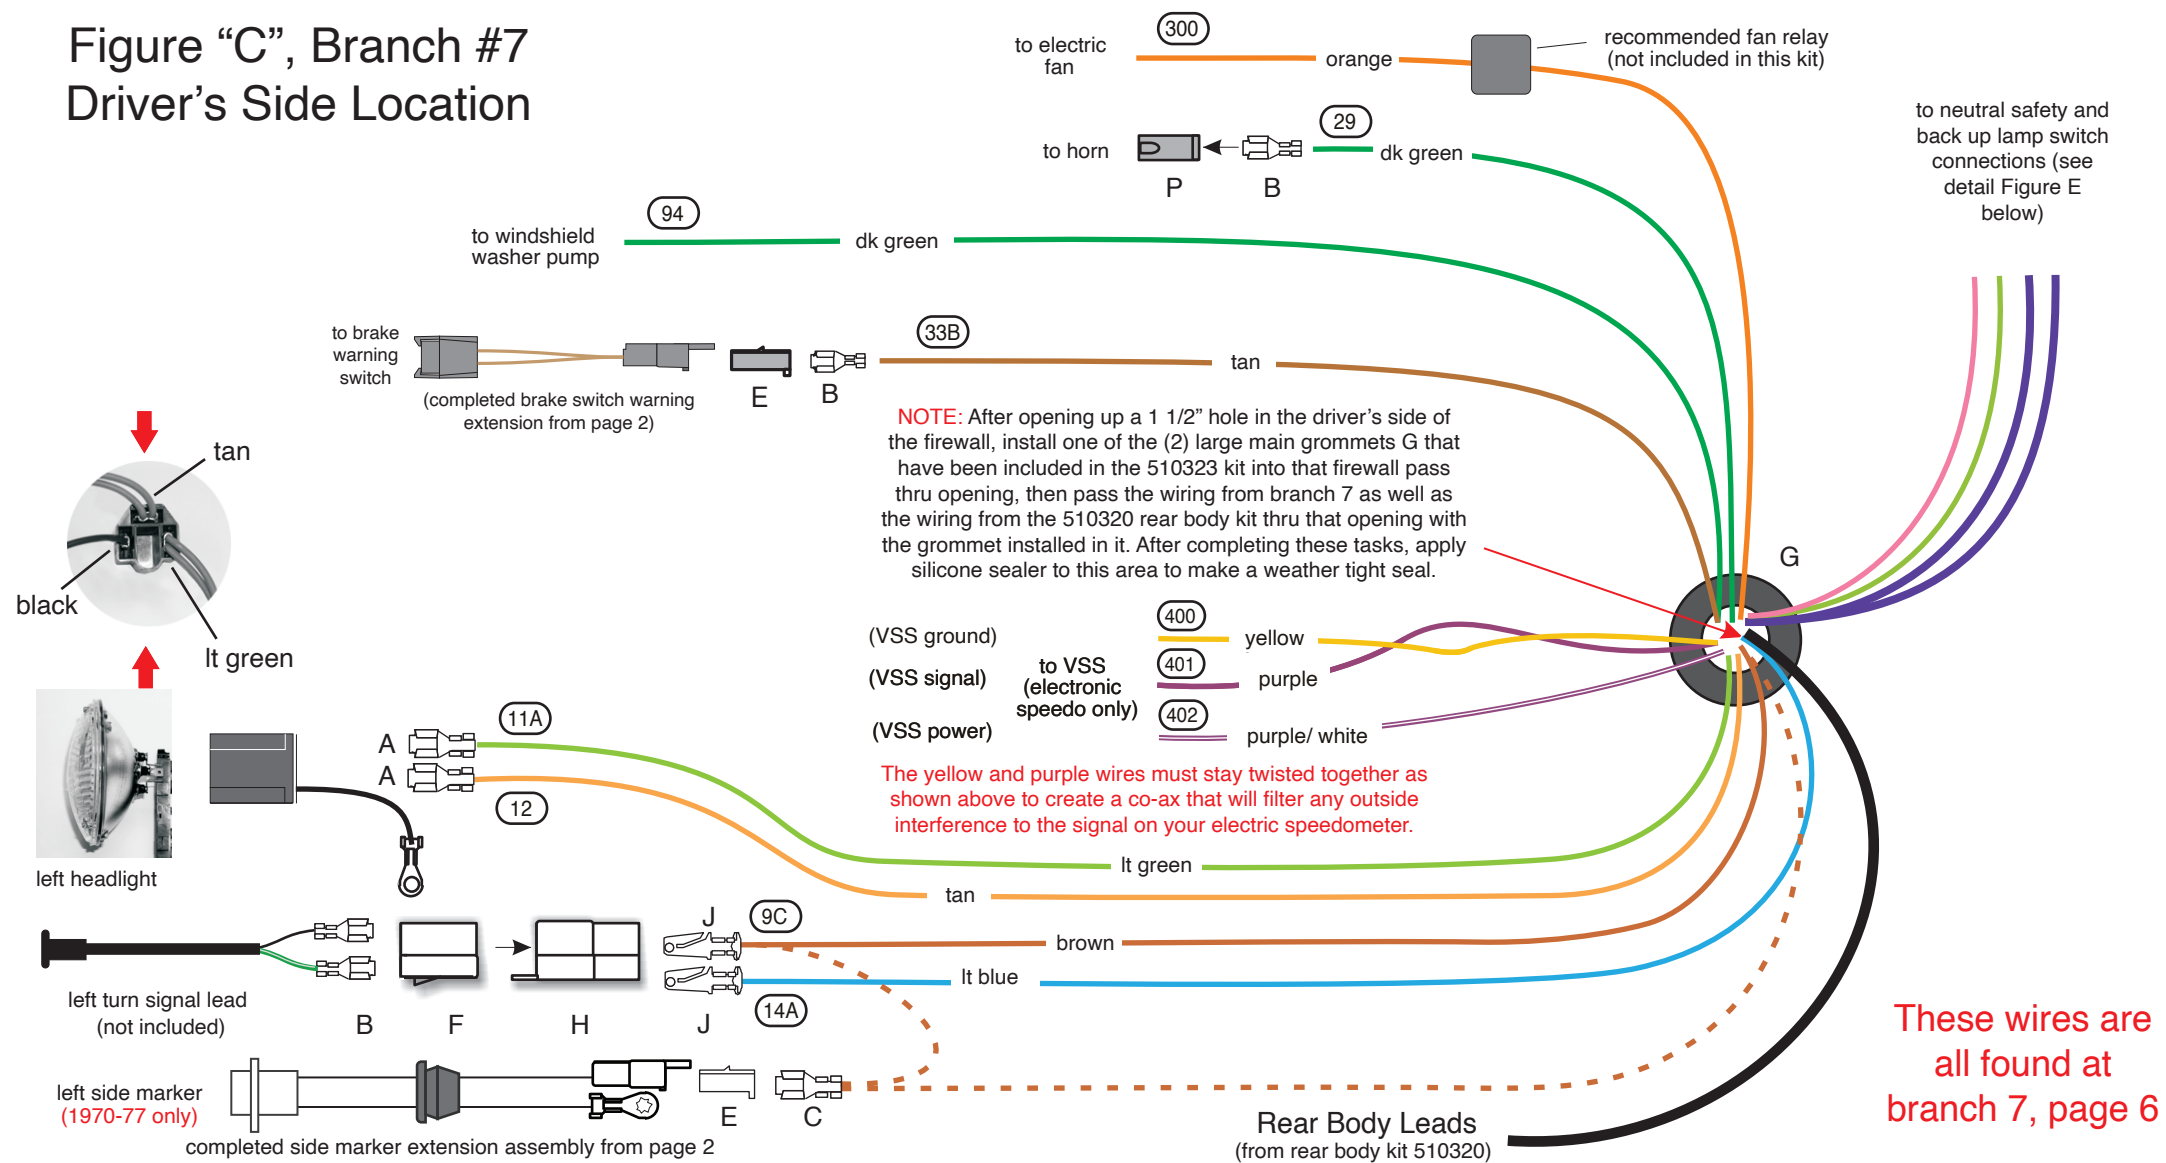 Figure “C”, Branch #7
Driver’s Side Location
300
to electric
fan
orange
recommended fan relay
(not included in this kit)
to neutral safety and
back up lamp switch
connections (see
detail Figure E
below)
29
to horn
dk green
P
B
94
to windshield
washer pump
dk green
33B
to brake
warning
switch
tan
(completed brake switch warning
extension from page 2)
E
B
NOTE: After opening up a 1 1/2” hole in the driver’s side of
the firewall, install one of the (2) large main grommets G that
have been included in the 510323 kit into that firewall pass
thru opening, then pass the wiring from branch 7 as well as
the wiring from the 510320 rear body kit thru that opening with
the grommet installed in it. After completing these tasks, apply
silicone sealer to this area to make a weather tight seal.
G
tan
black
lt green
400
(VSS ground)
yellow
401
(VSS signal)
to VSS
(electronic
speedo only)
purple
402
(VSS power)
purple/ white
The yellow and purple wires must stay twisted together as
shown above to create a co-ax that will filter any outside
interference to the signal on your electric speedometer.
11A
A
A
12
lt green
tan
left headlight
J
9C
brown
lt blue
14A
left turn signal lead
(not included)
B
F
H
J
left side marker
(1970-77 only)
E
C
completed side marker extension assembly from page 2
Rear Body Leads
(from rear body kit 510320)
These wires are
all found at
branch 7, page 6